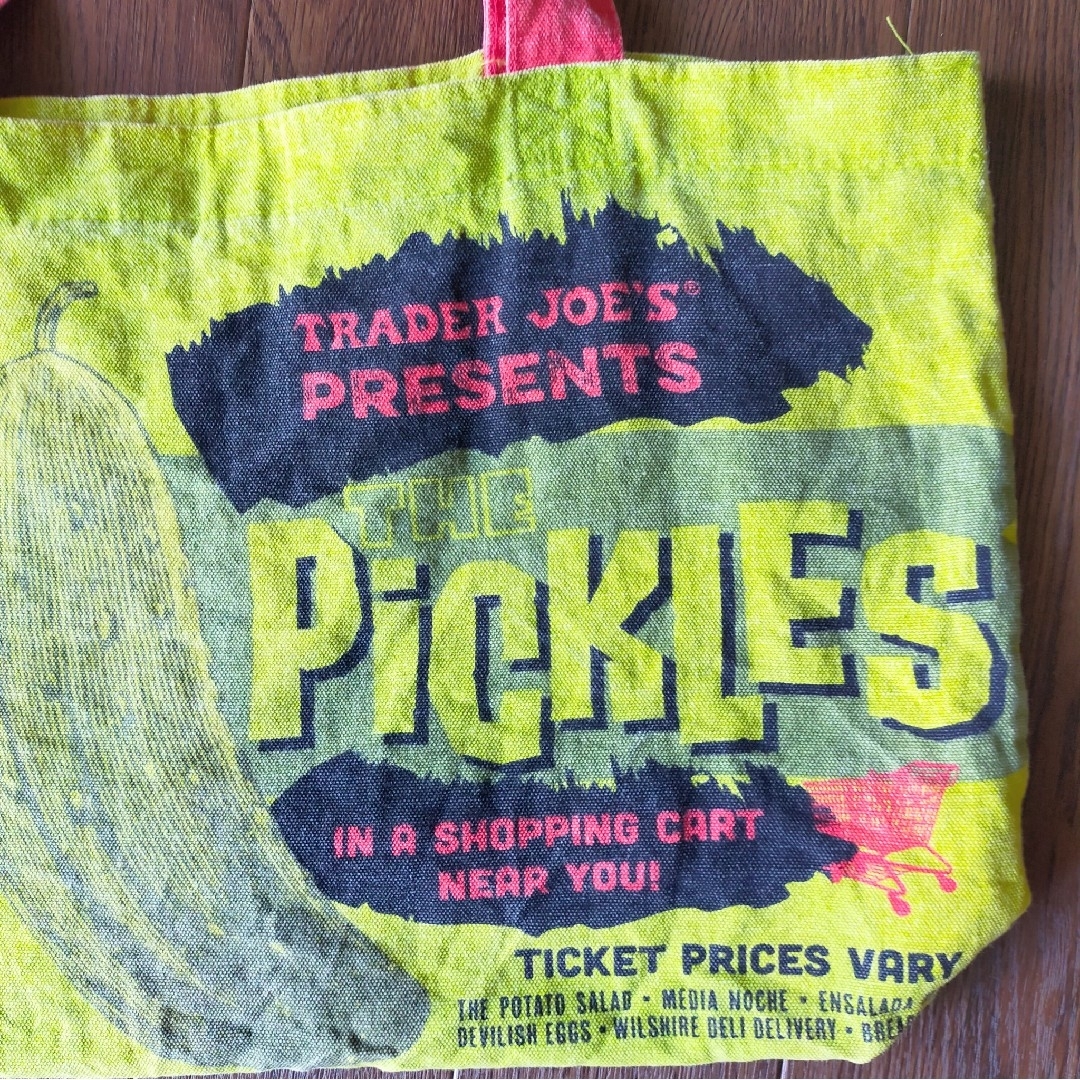 TRADER JOE'S®
PRESENTS
THE
PiCKLES
IN A SHOPPING CART
NEAR YOU!
TICKET PRICES VARY
THE POTATO SALAD • MEDIA NOCHE •
DEVILISH EGGS • WILSHIRE DELI DELIVERY •